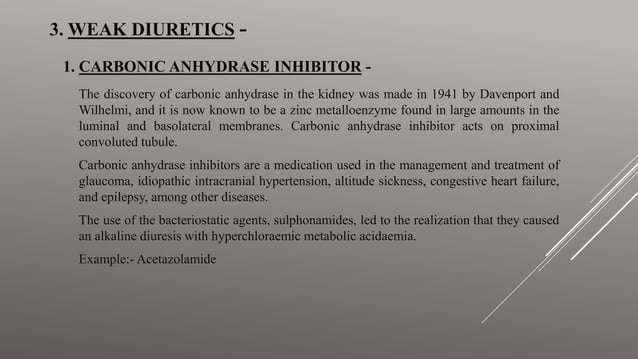 3. WEAK DIURETICS -
1. CARBONIC ANHYDRASE INHIBITOR -
The discovery of carbonic anhydrase in the kidney was made in 1941 by Davenport and
Wilhelmi, and it is now known to be a zinc metalloenzyme found in large amounts in the
luminal and basolateral membranes. Carbonic anhydrase inhibitor acts on proximal
convoluted tubule.
Carbonic anhydrase inhibitors are a medication used in the management and treatment of
glaucoma, idiopathic intracranial hypertension, altitude sickness, congestive heart failure,
and epilepsy, among other diseases.
The use of the bacteriostatic agents, sulphonamides, led to the realization that they caused
an alkaline diuresis with hyperchloraemic metabolic acidaemia.
Example:- Acetazolamide